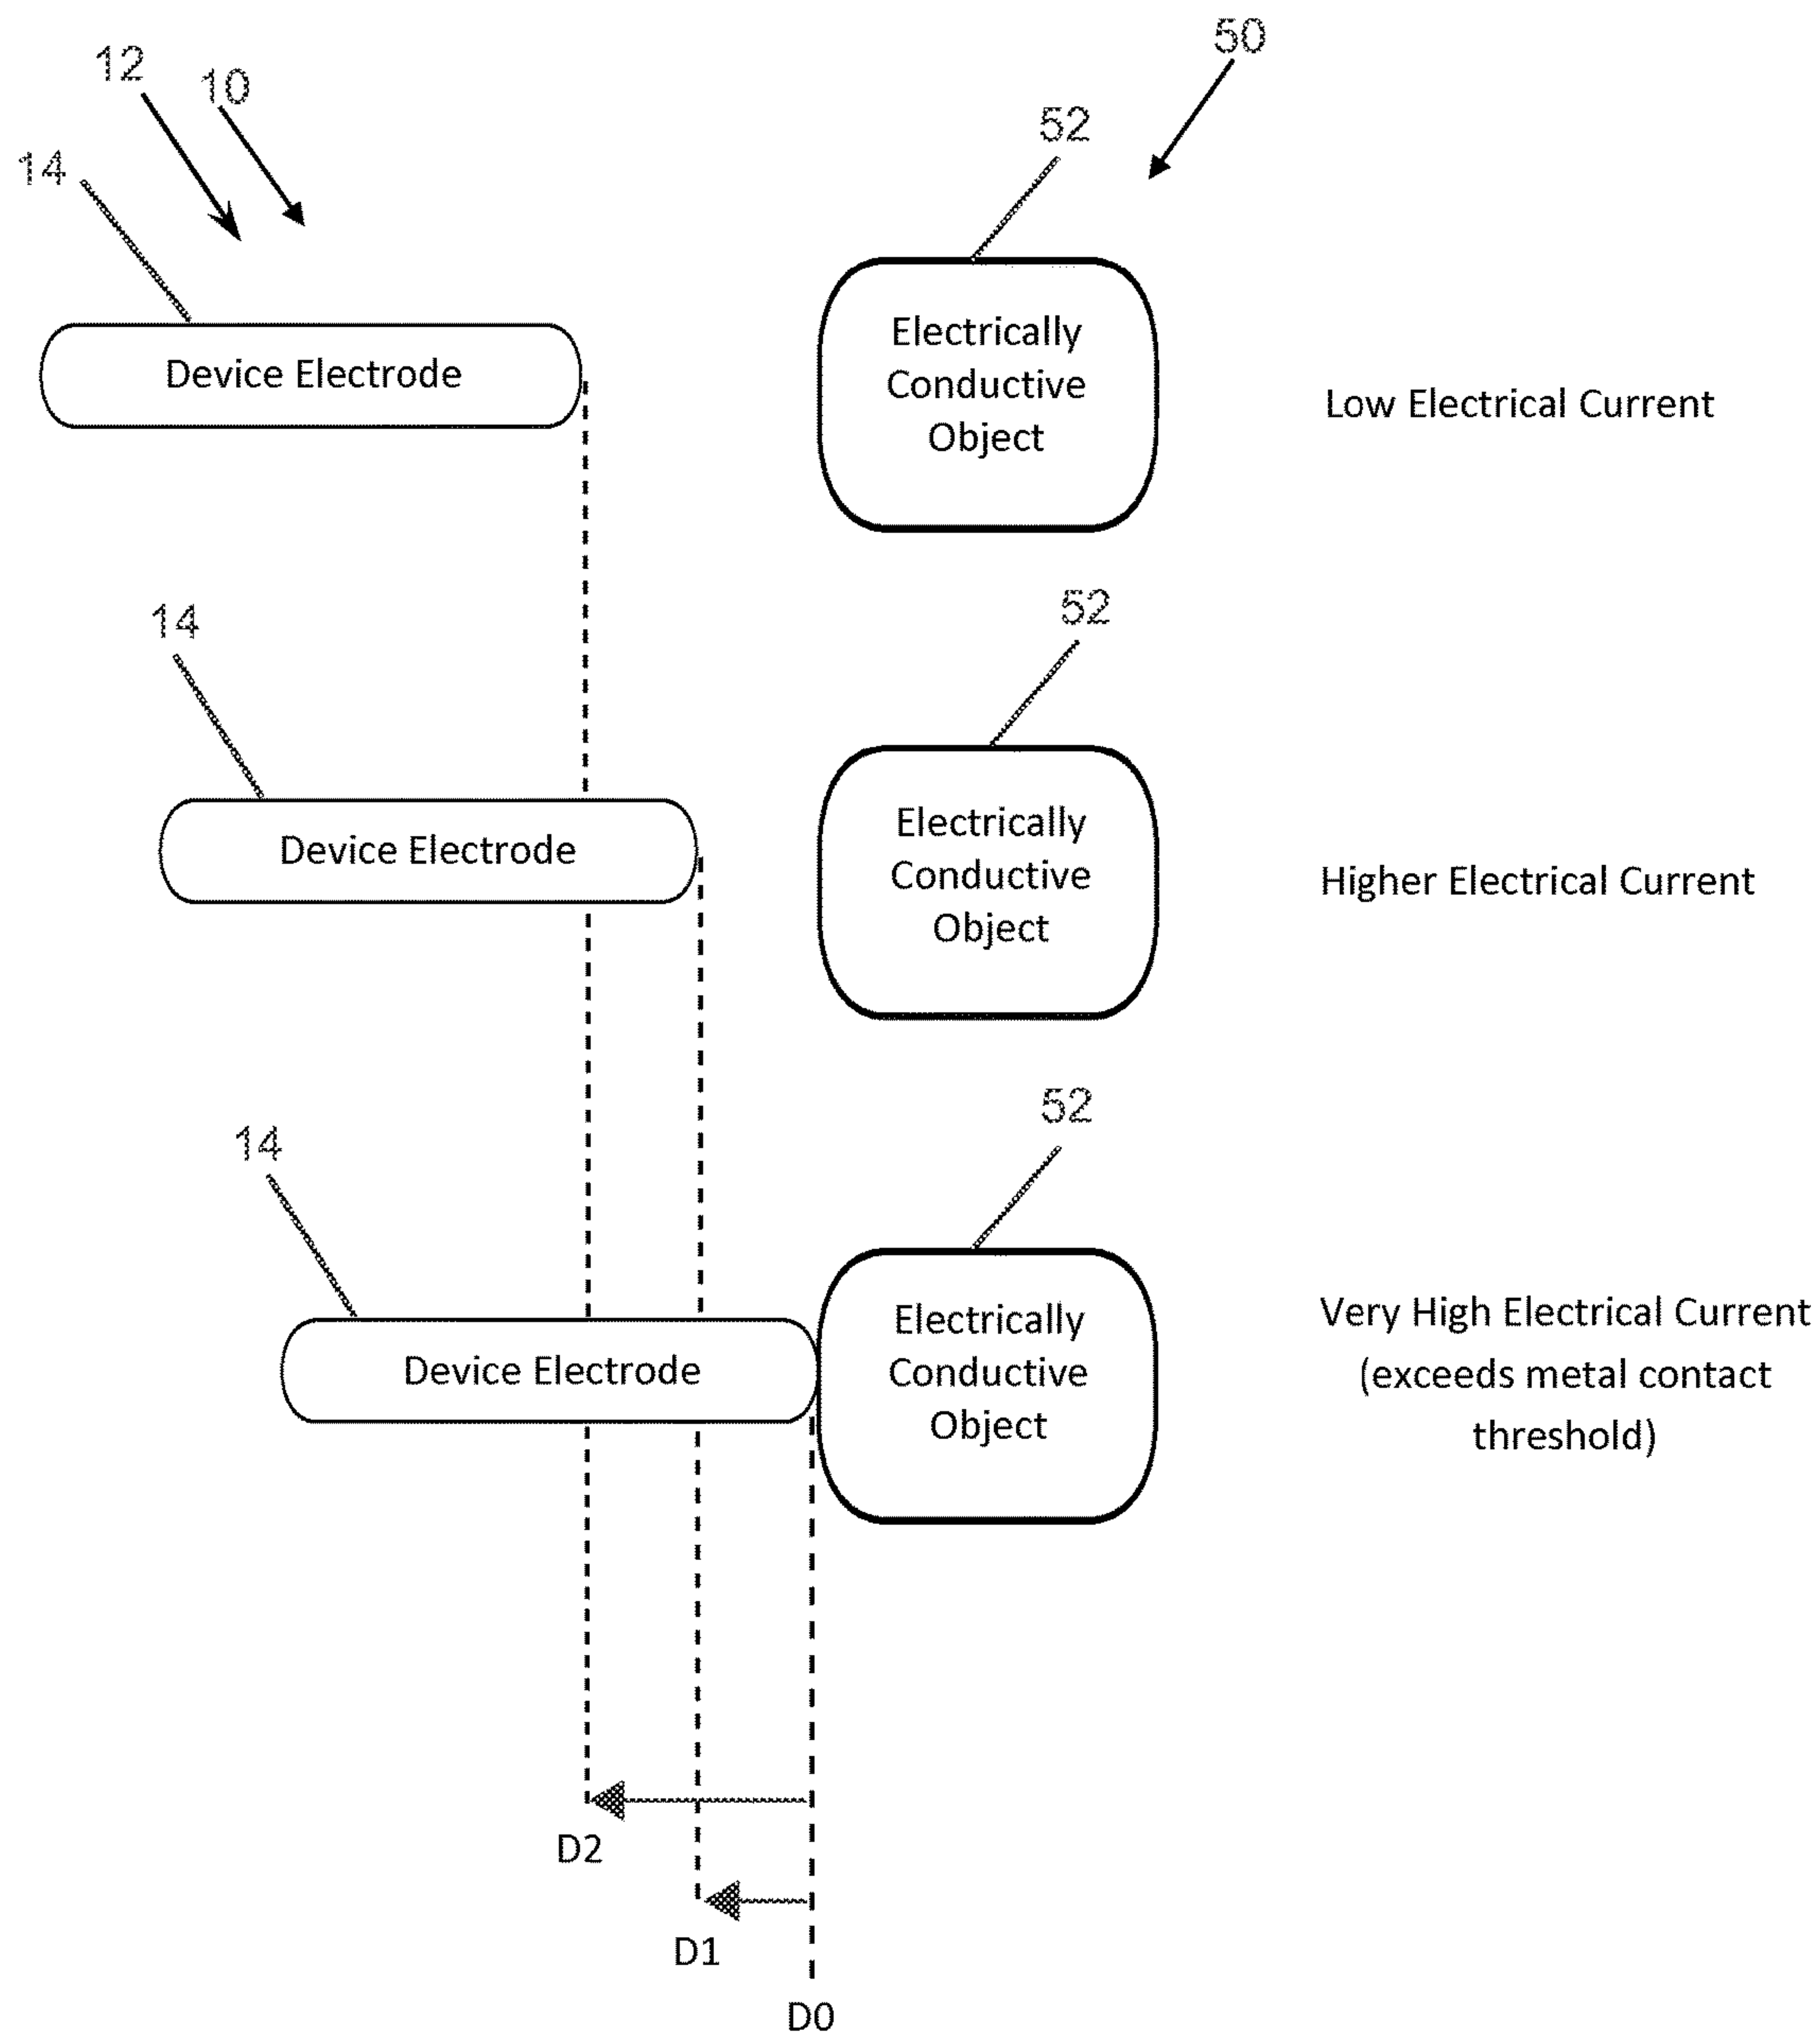 50
12
10
52
14
Electrically
Conductive
Object
Device Electrode
Low Electrical Current
52
14
Electrically
Conductive
Object
Device Electrode
Higher Electrical Current
52
14
Electrically
Conductive
Object
Device Electrode
Very High Electrical Current
(exceeds metal contact
threshold)
D2
D1
D0